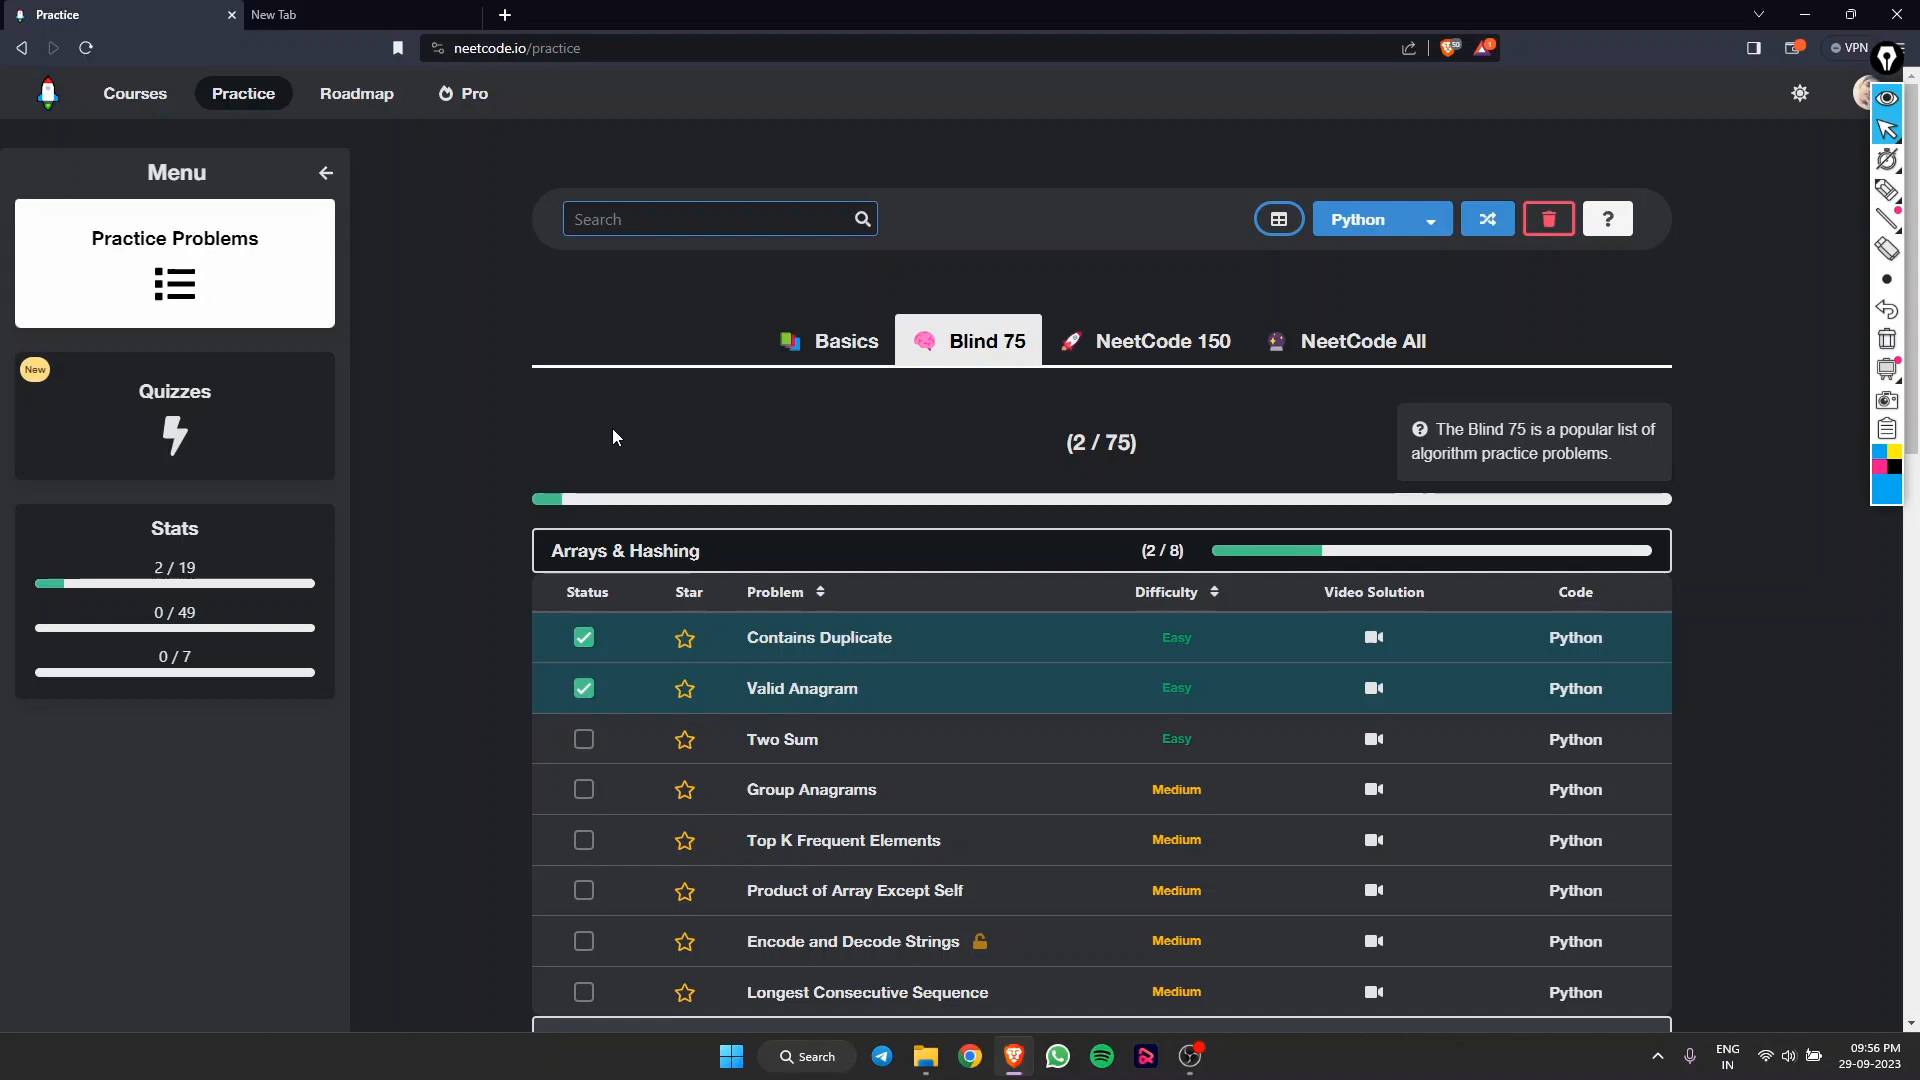 Practice
New Tab
neetcode.io/practice
50
1
VPN
Courses
Practice
Roadmap
Pro
Menu
Practice Problems
New
Quizzes
Stats
2 / 19
0 / 49
0 / 7
Search
Python
?
Basics
Blind 75
NeetCode 150
NeetCode All
(2 / 75)
? The Blind 75 is a popular list of
algorithm practice problems.
Arrays & Hashing (2 / 8)
Status Star Problem Difficulty Video Solution Code
Contains Duplicate Easy Python
Valid Anagram Easy Python
Two Sum Easy Python
Group Anagrams Medium Python
Top K Frequent Elements Medium Python
Product of Array Except Self Medium Python
Encode and Decode Strings Medium Python
Longest Consecutive Sequence Medium Python
Search
ENG
IN
09:56 PM
29-09-2023